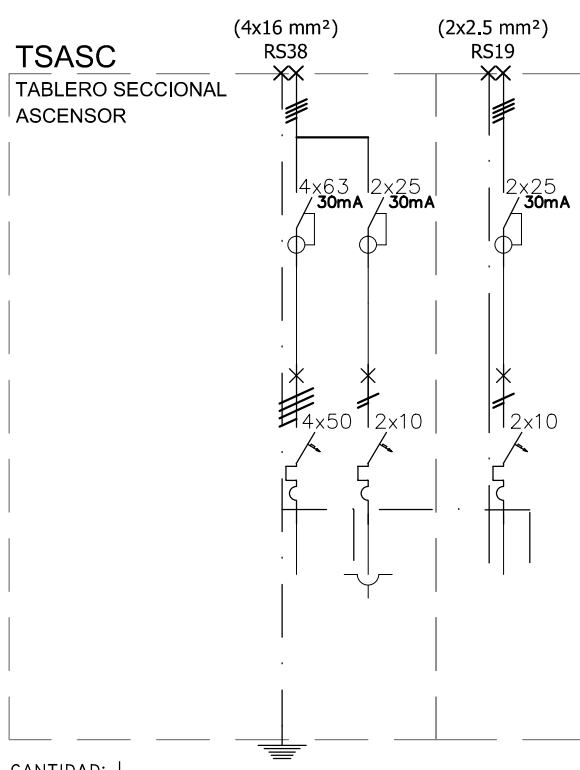 (4x16 mm²)
RS38
(2x2.5 mm²)
RS19
TSASC
TABLERO SECCIONAL
ASCENSOR
4x63
30mA
2x25
30mA
2x25
30mA
4x50
2x10
2x10
CANTIDAD: